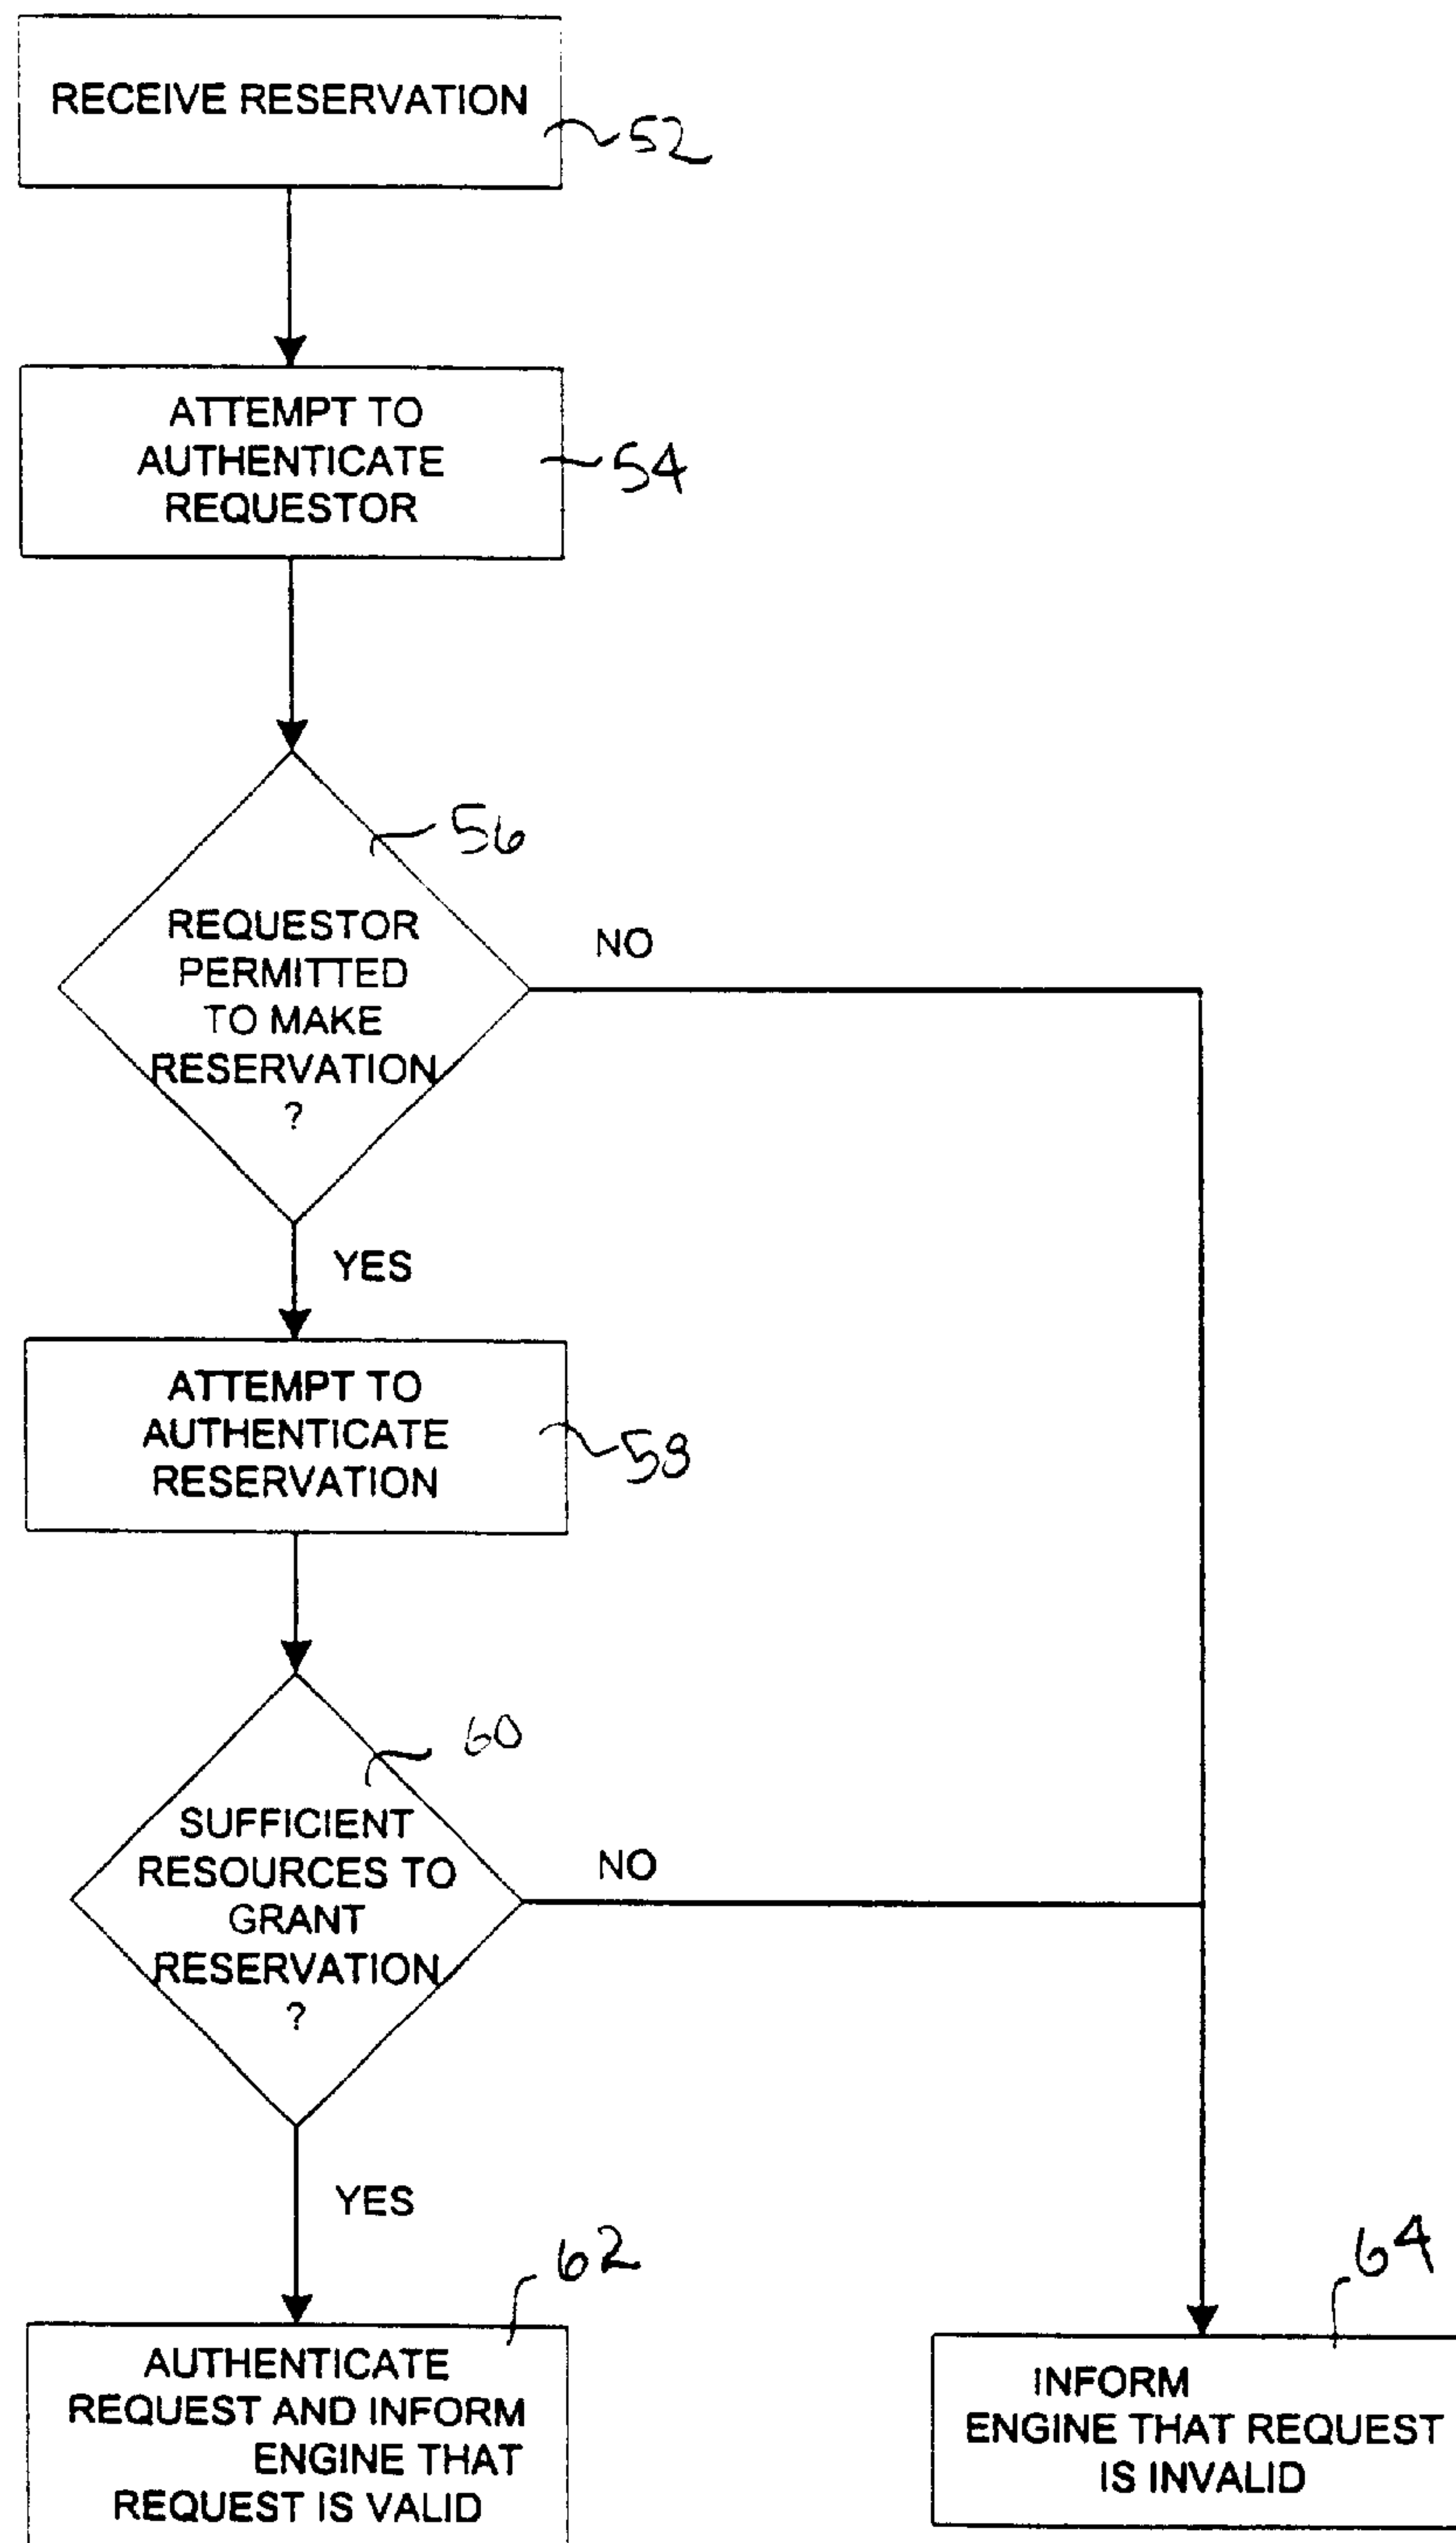 RECEIVE RESERVATION
52
ATTEMPT TO
AUTHENTICATE
REQUESTOR
54
56
REQUESTOR
PERMITTED
TO MAKE
RESERVATION
?
NO
YES
ATTEMPT TO
AUTHENTICATE
RESERVATION
58
60
SUFFICIENT
RESOURCES TO
GRANT
RESERVATION
?
NO
YES
62
AUTHENTICATE
REQUEST AND INFORM
ENGINE THAT
REQUEST IS VALID
64
INFORM
ENGINE THAT REQUEST
IS INVALID